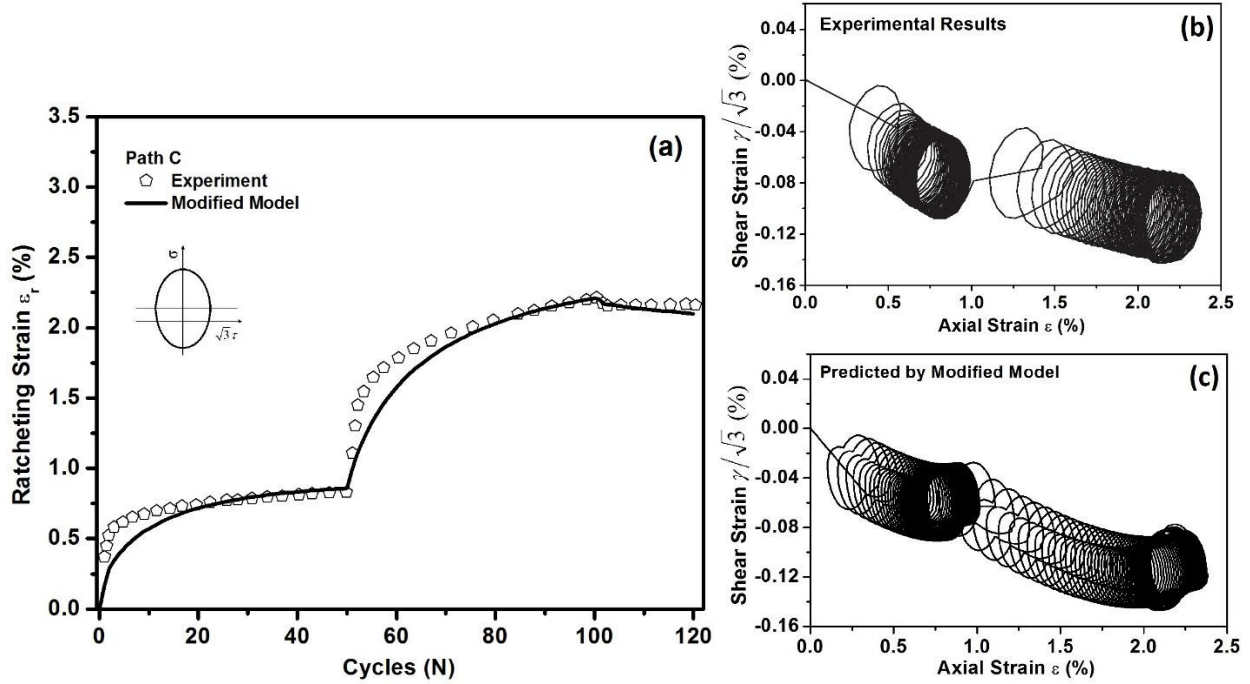 (a)
Path C
Experiment
Modified Model
σ
√3 τ
Ratcheting Strain εr (%)
3.5
3.0
2.5
2.0
1.5
1.0
0.5
0.0
0 20 40 60 80 100 120
Cycles (N)
Experimental Results
(b)
Shear Strain γ/√3 (%)
0.04
0.00
-0.04
-0.08
-0.12
-0.16
0.0 0.5 1.0 1.5 2.0 2.5
Axial Strain ε (%)
Predicted by Modified Model
(c)
Shear Strain γ/√3 (%)
0.04
0.00
-0.04
-0.08
-0.12
-0.16
0.0 0.5 1.0 1.5 2.0 2.5
Axial Strain ε (%)